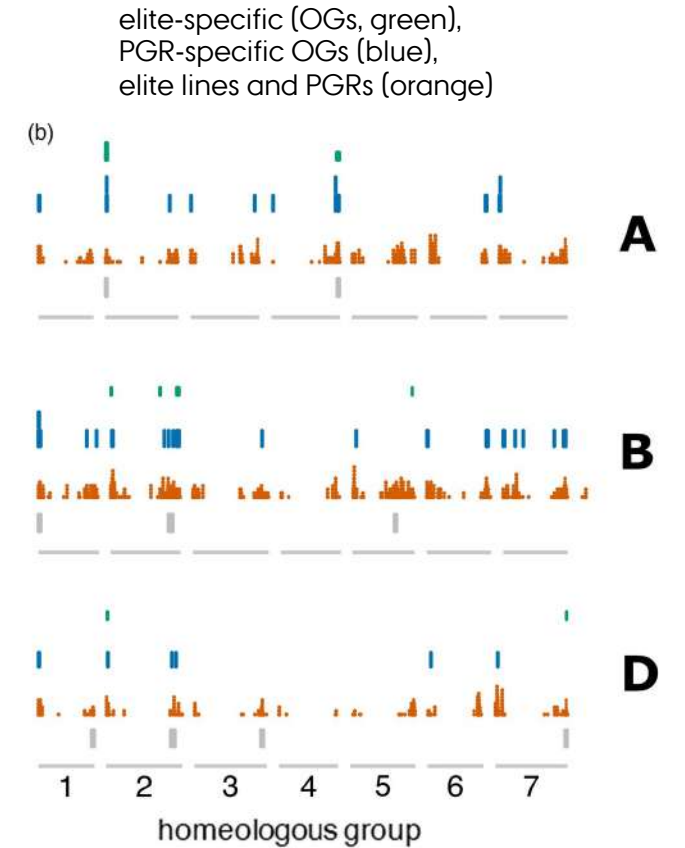 elite-specific (OGs, green),
PGR-specific OGs (blue),
elite lines and PGRs (orange)
(b)
A
B
D
1 2 3 4 5 6 7
homeologous group